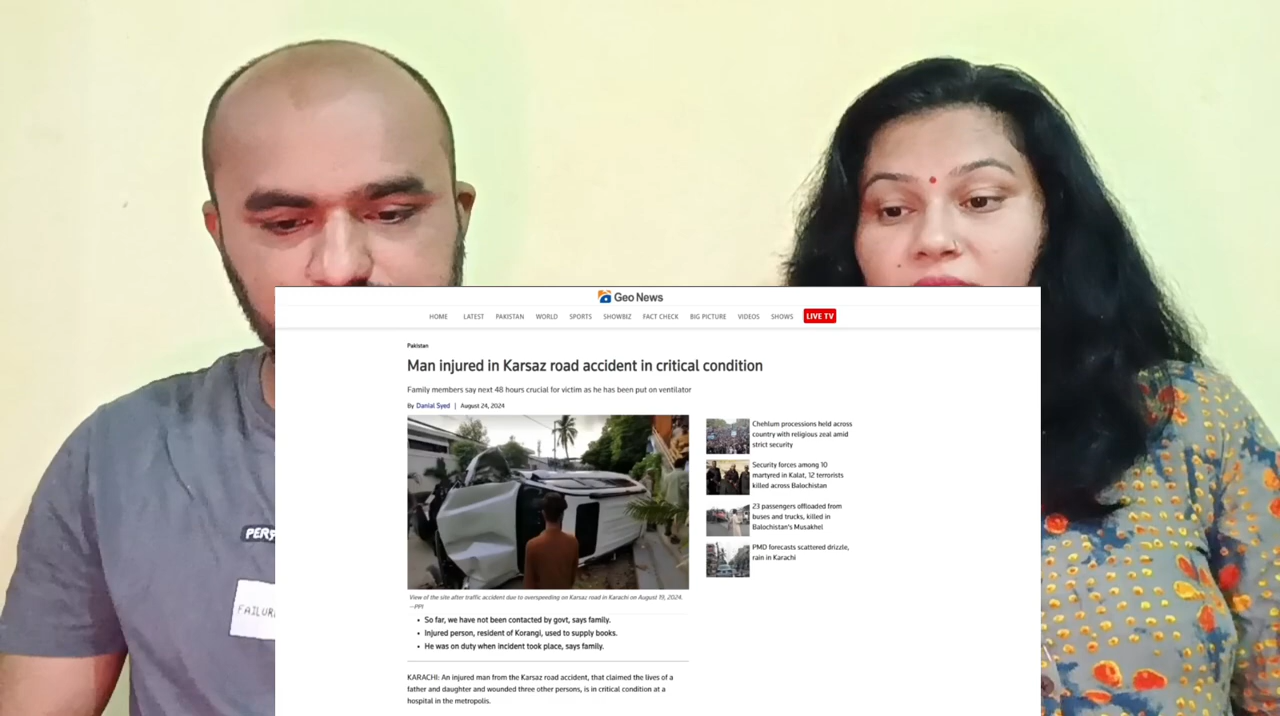 Geo News
HOME LATEST PAKISTAN WORLD SPORTS SHOWBIZ FACT CHECK BIG PICTURE VIDEOS SHOWS LIVE TV
Pakistan
Man injured in Karsaz road accident in critical condition
Family members say next 48 hours crucial for victim as he has been put on ventilator
By Danial Syed | August 24, 2024
View of the site after traffic accident due to overspeeding on Karsaz road in Karachi on August 19, 2024.
—PPI
• So far, we have not been contacted by govt, says family.
• Injured person, resident of Korangi, used to supply books.
• He was on duty when incident took place, says family.
KARACHI: An injured man from the Karsaz road accident, that claimed the lives of a
father and daughter and wounded three other persons, is in critical condition at a
hospital in the metropolis.
Chehlum processions held across
country with religious zeal amid
strict security
Security forces among 10
martyred in Kalat, 12 terrorists
killed across Balochistan
23 passengers offloaded from
buses and trucks, killed in
Balochistan's Musakhel
PMD forecasts scattered drizzle,
rain in Karachi